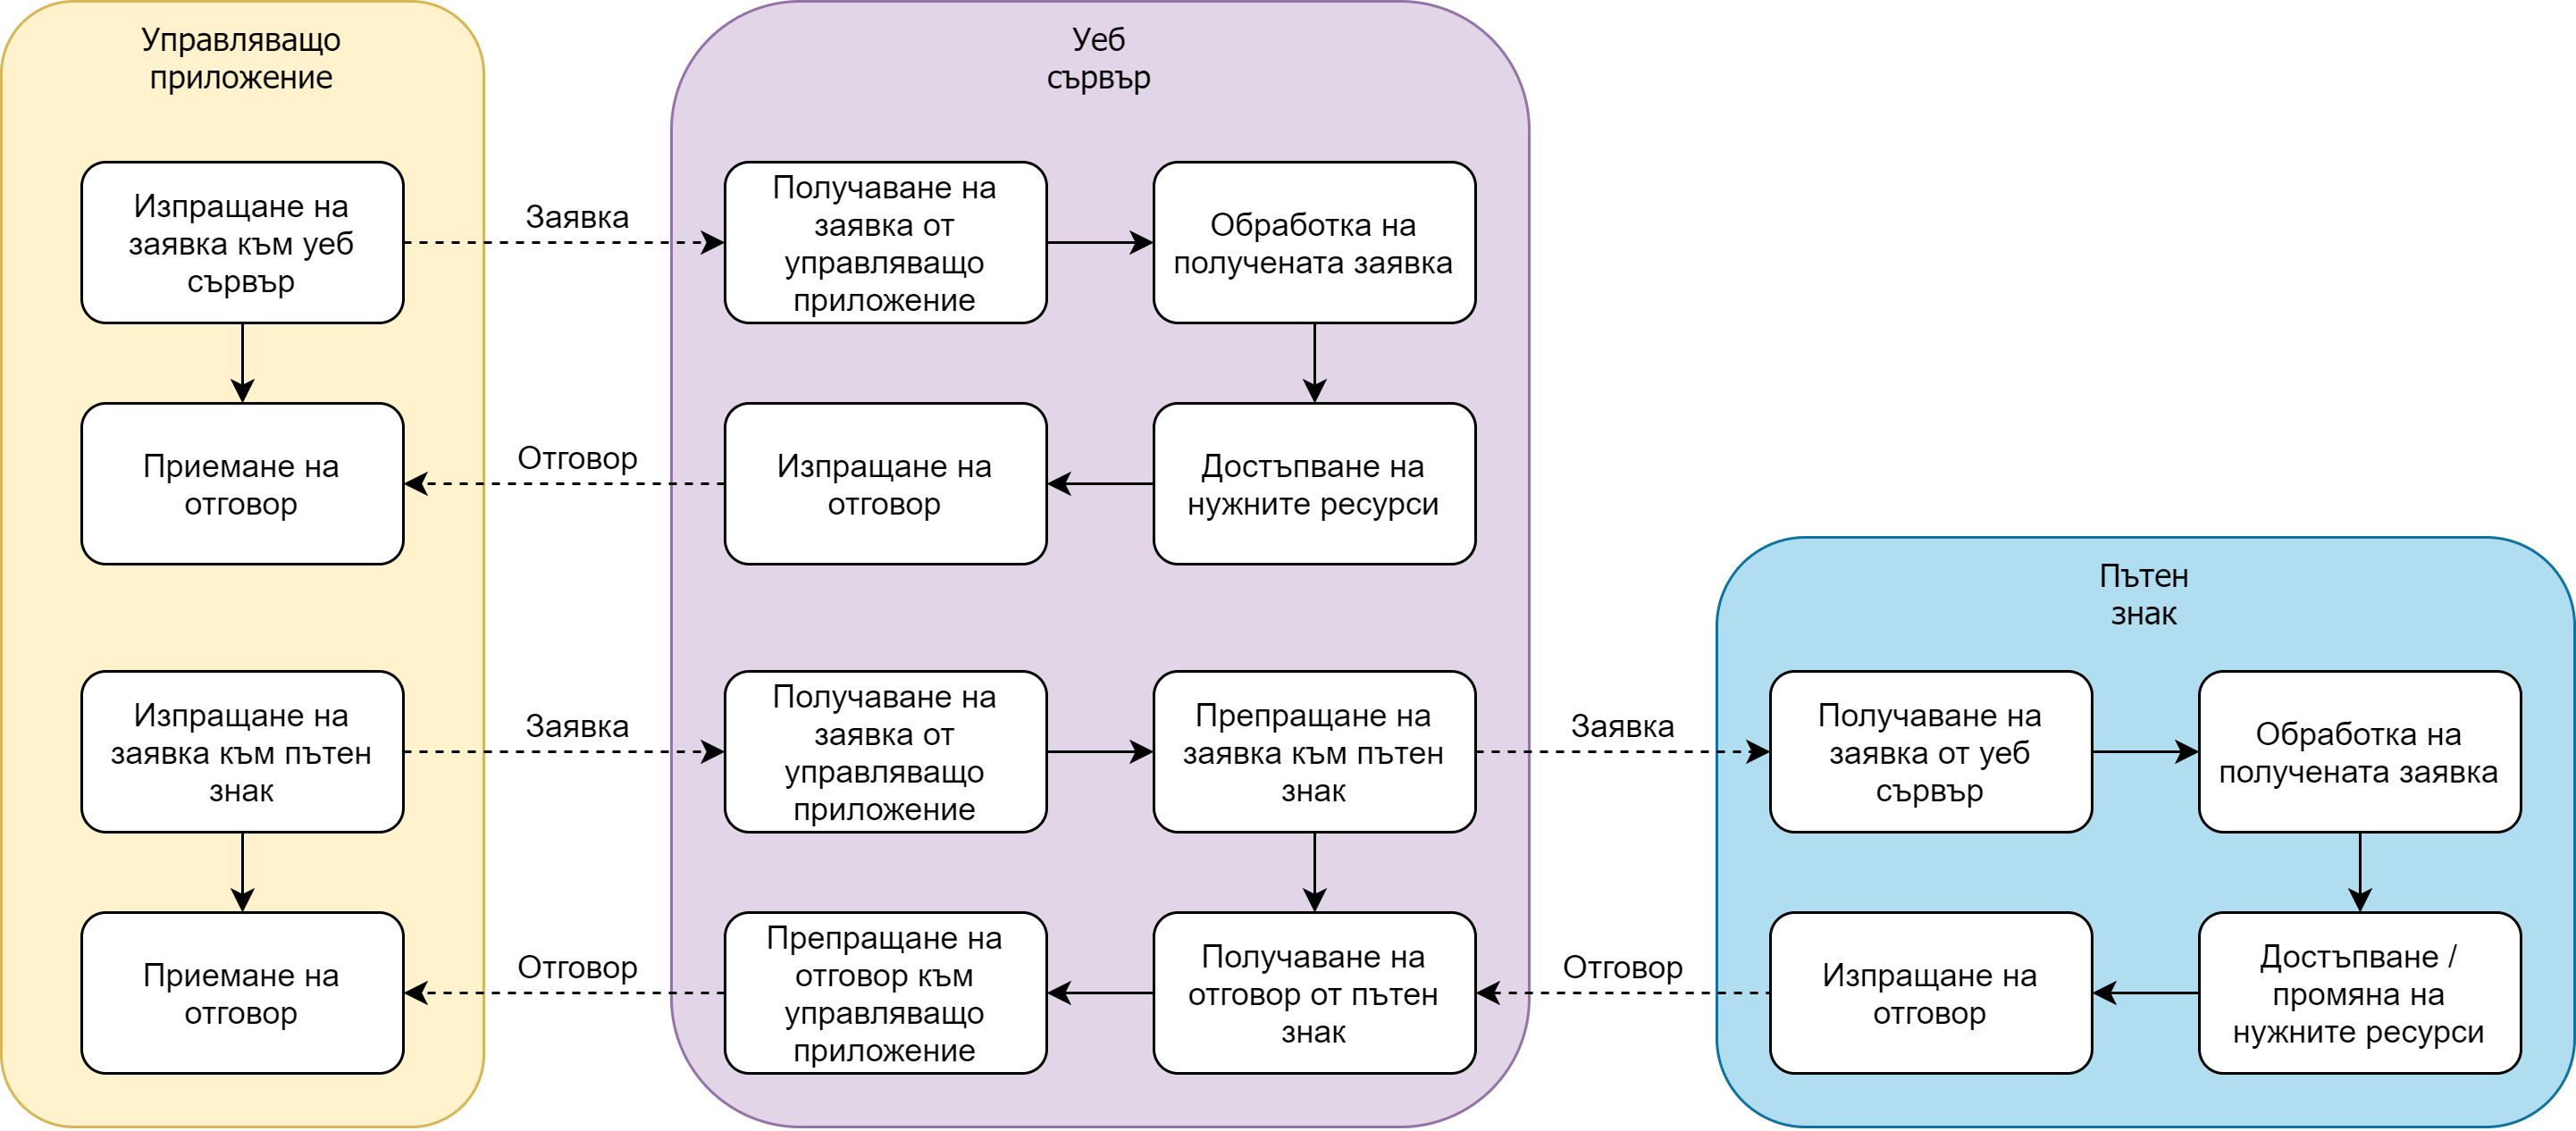 Управляващо
приложение
Уеб
сървър
Изпращане на
заявка към уеб
сървър
Заявка
Получаване на
заявка от
управляващо
приложение
Обработка на
получената заявка
Приемане на
отговор
Отговор
Изпращане на
отговор
Достъпване на
нужните ресурси
Пътен
знак
Изпращане на
заявка към пътен
знак
Заявка
Получаване на
заявка от
управляващо
приложение
Препращане на
заявка към пътен
знак
Заявка
Получаване на
заявка от уеб
сървър
Обработка на
получената заявка
Приемане на
отговор
Отговор
Препращане на
отговор към
управляващо
приложение
Получаване на
отговор от пътен
знак
Отговор
Изпращане на
отговор
Достъпване /
промяна на
нужните ресурси